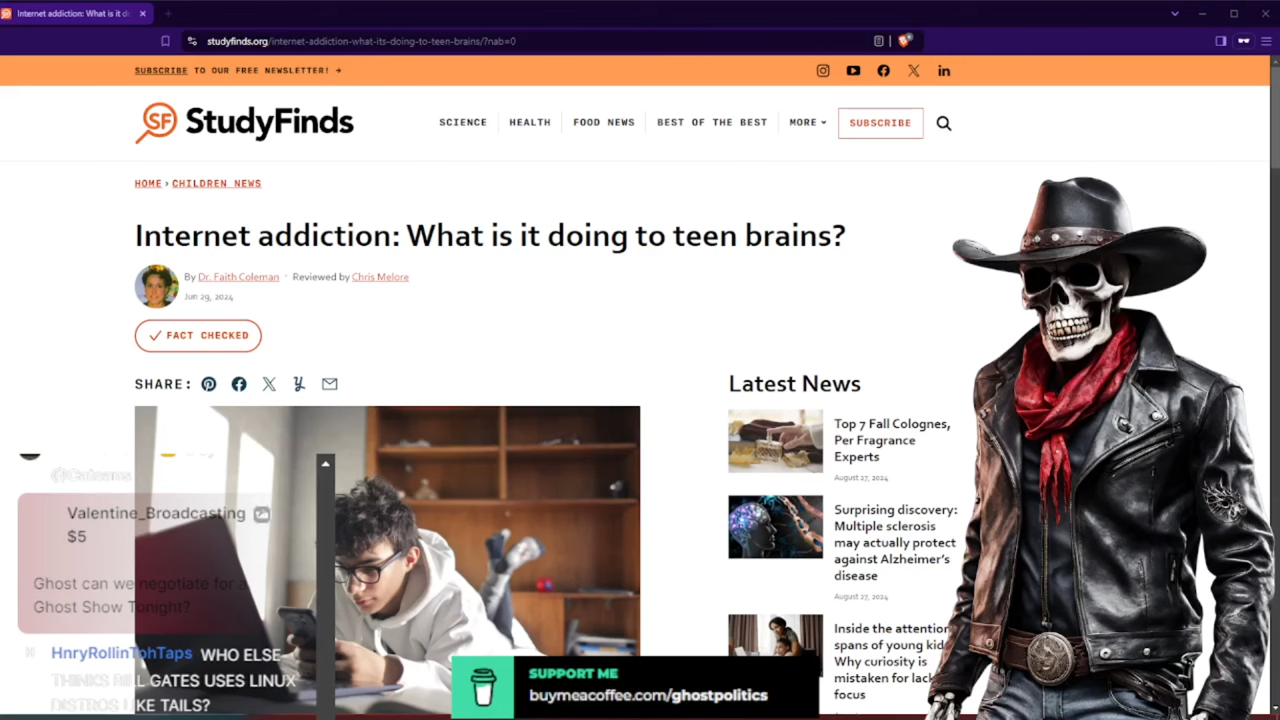 Internet addiction: What is it d
studyfinds.org/internet-addiction-what-its-doing-to-teen-brains/?nab=0
SUBSCRIBE TO OUR FREE NEWSLETTER! →
SF StudyFinds
SCIENCE
HEALTH
FOOD NEWS
BEST OF THE BEST
MORE
SUBSCRIBE
HOME › CHILDREN NEWS
Internet addiction: What is it doing to teen brains?
By Dr. Faith Coleman · Reviewed by Chris Melore
Jun 29, 2024
FACT CHECKED
SHARE:
Latest News
Top 7 Fall Colognes,
Per Fragrance
Experts
August 27, 2024
Surprising discovery:
Multiple sclerosis
may actually protect
against Alzheimer's
disease
August 27, 2024
Inside the attention
spans of young kid
Why curiosity is
mistaken for lack
focus
Valentine_Broadcasting
$5
Ghost can we negotiate for a
Ghost Show Tonight?
HnryRollinTohTaps WHO ELSE
THINKS BILL GATES USES LINUX
DISTROS LIKE TAILS?
SUPPORT ME
buymeacoffee.com/ghostpolitics